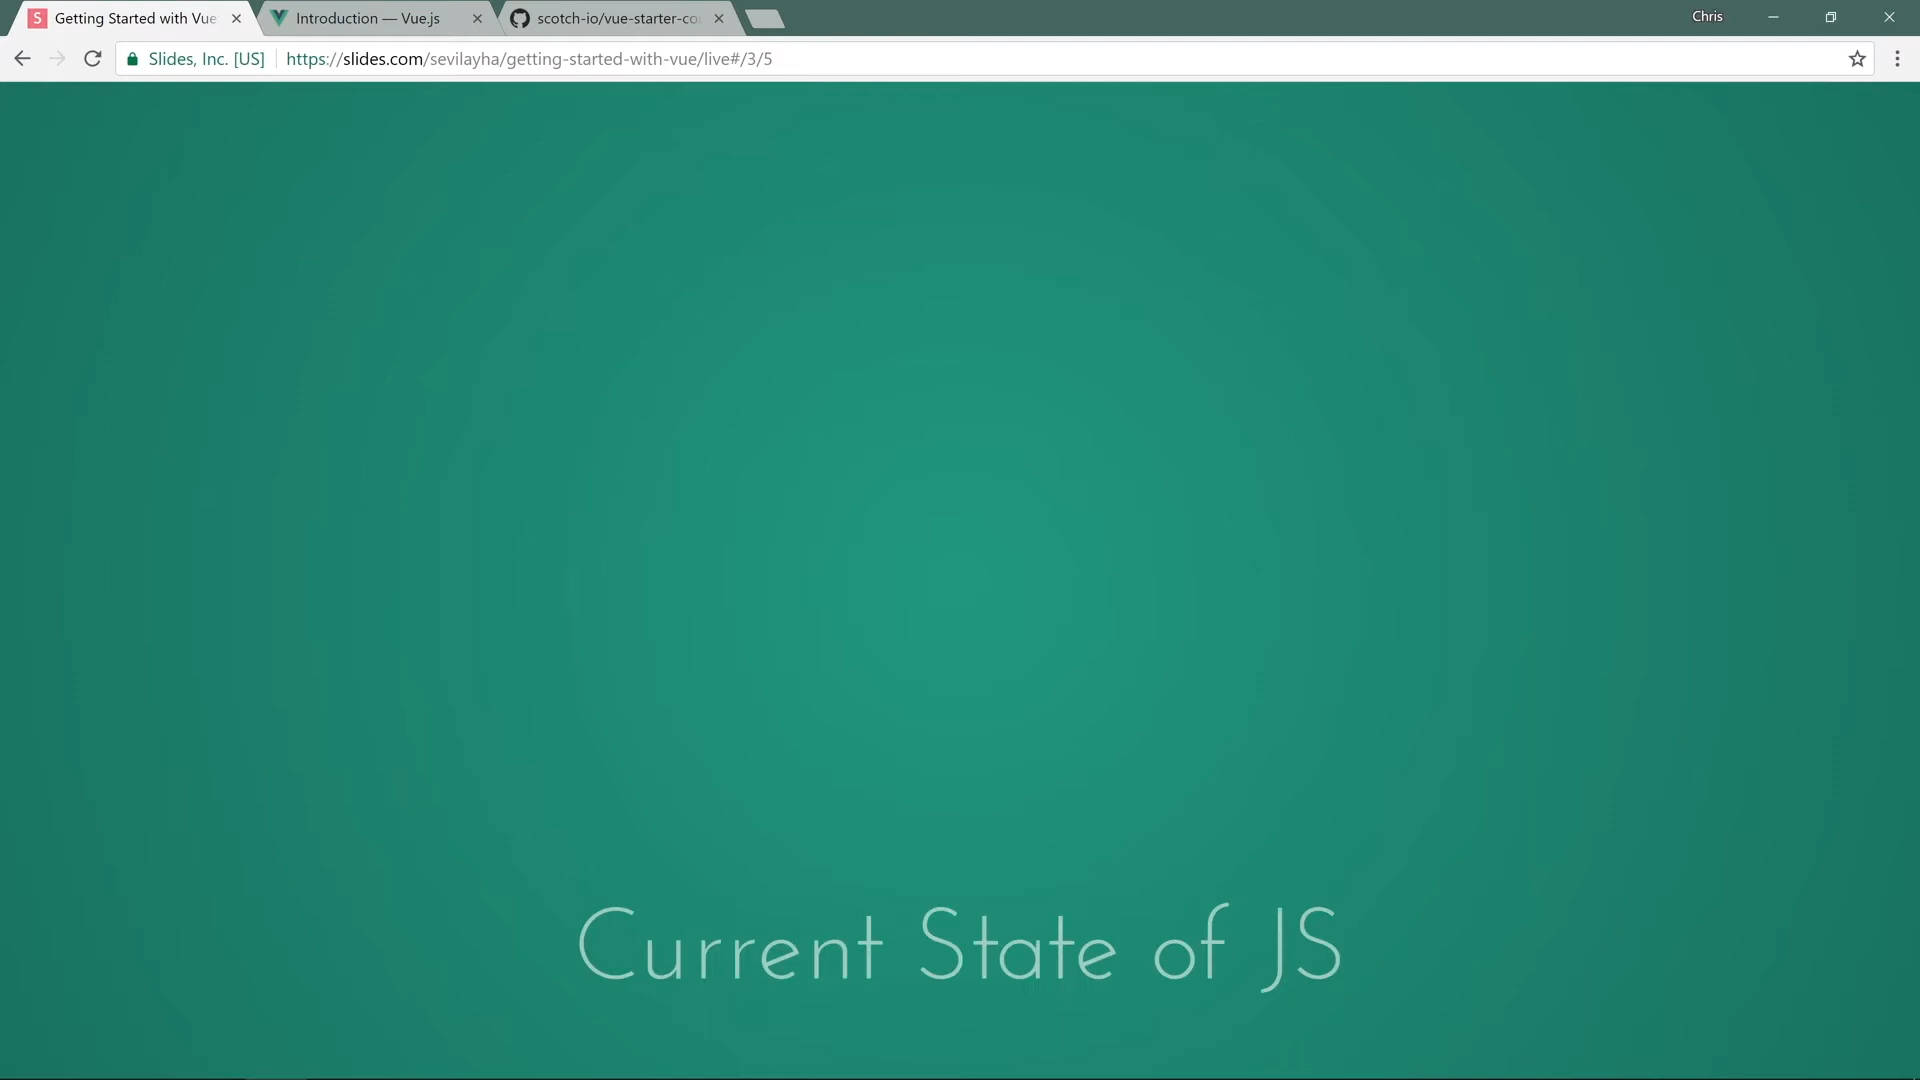 S Getting Started with Vue
Introduction — Vue.js
scotch-io/vue-starter-co
Chris
Slides, Inc. [US]
https://slides.com/sevilayha/getting-started-with-vue/live#/3/5
Current State of JS